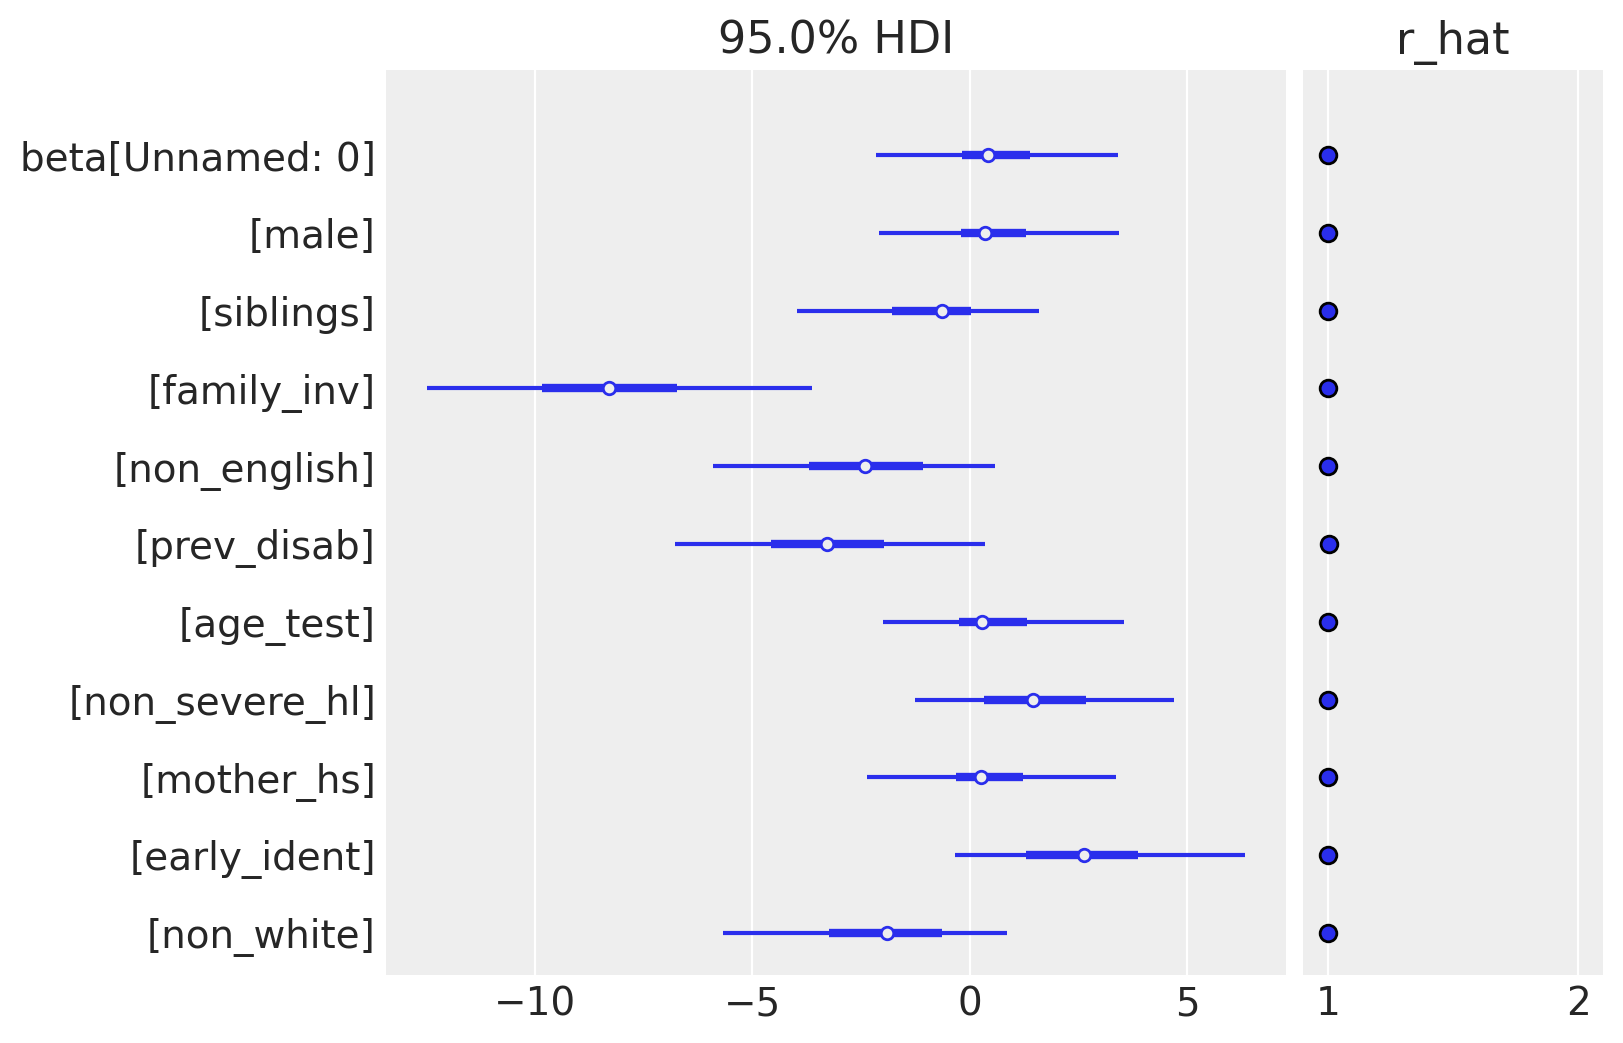 95.0% HDI
r_hat
beta[Unnamed: 0]
[male]
[siblings]
[family_inv]
[non_english]
[prev_disab]
[age_test]
[non_severe_hl]
[mother_hs]
[early_ident]
[non_white]
−10 −5 0 5
1 2